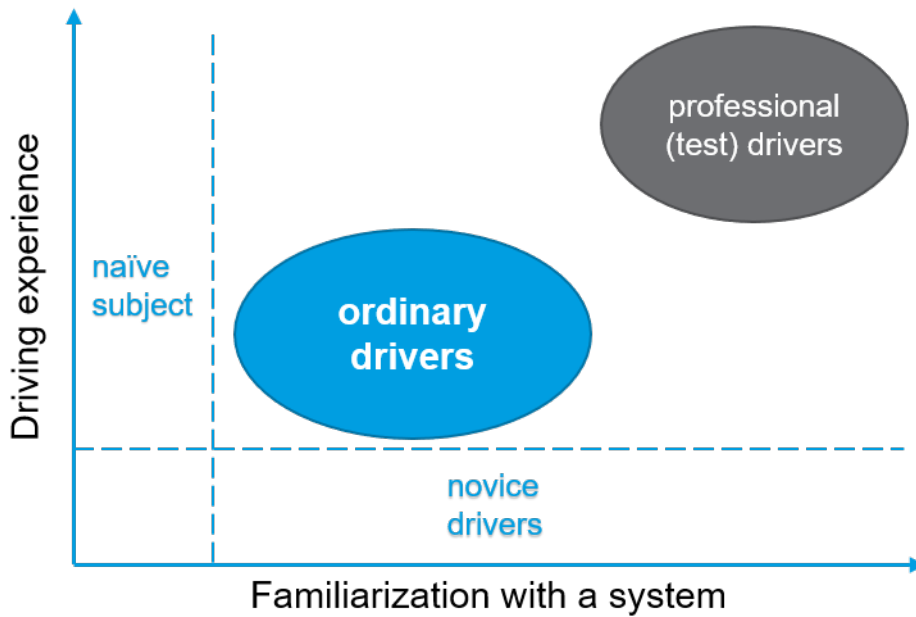 professional
(test) drivers
naïve
subject
ordinary
drivers
novice
drivers
Driving experience
Familiarization with a system